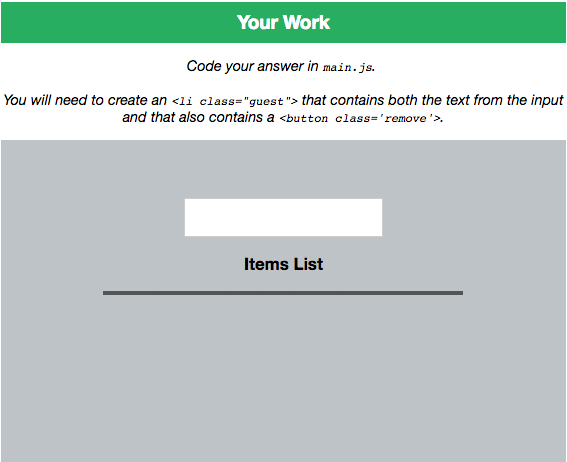 Your Work
Code your answer in main.js.
You will need to create an <li class="guest"> that contains both the text from the input
and that also contains a <button class='remove'>.
Items List